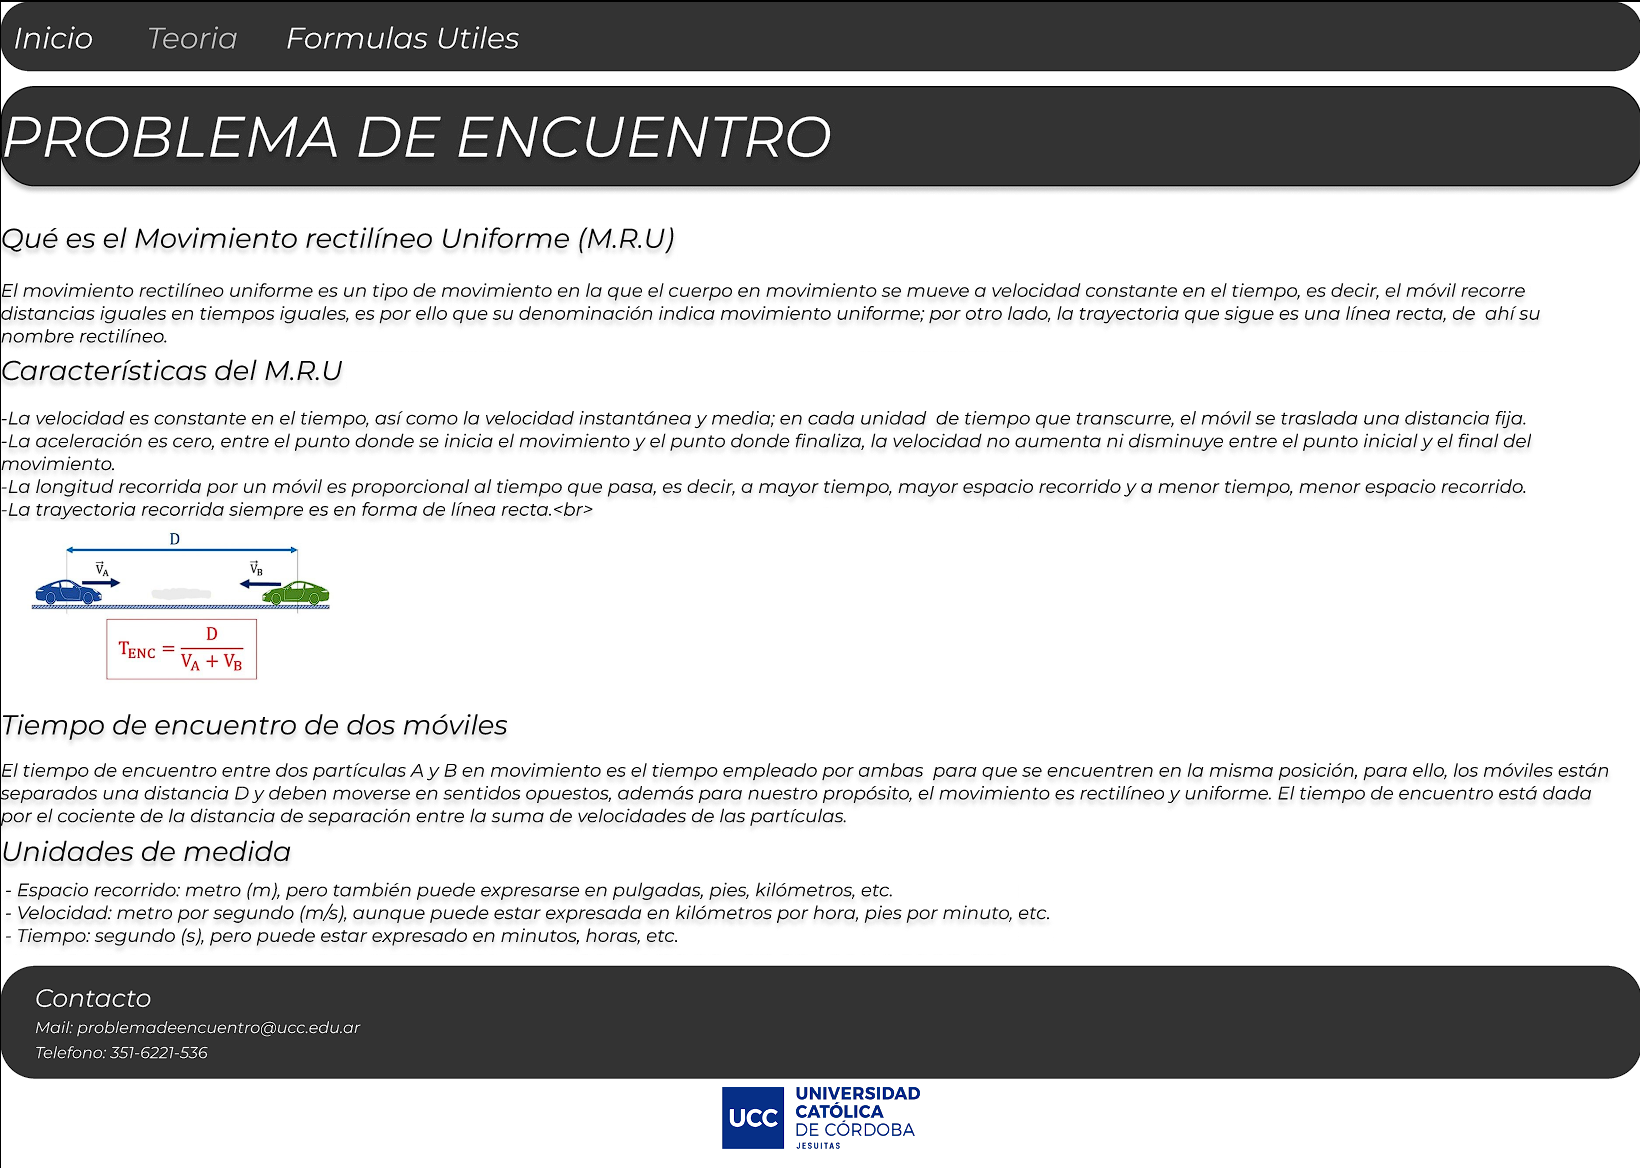 Inicio Teoria Formulas Utiles
PROBLEMA DE ENCUENTRO
Qué es el Movimiento rectilíneo Uniforme (M.R.U)
El movimiento rectilíneo uniforme es un tipo de movimiento en la que el cuerpo en movimiento se mueve a velocidad constante en el tiempo, es decir, el móvil recorre
distancias iguales en tiempos iguales, es por ello que su denominación indica movimiento uniforme; por otro lado, la trayectoria que sigue es una línea recta, de  ahí su
nombre rectilíneo.
Características del M.R.U
-La velocidad es constante en el tiempo, así como la velocidad instantánea y media; en cada unidad  de tiempo que transcurre, el móvil se traslada una distancia fija.
-La aceleración es cero, entre el punto donde se inicia el movimiento y el punto donde finaliza, la velocidad no aumenta ni disminuye entre el punto inicial y el final del
movimiento.
-La longitud recorrida por un móvil es proporcional al tiempo que pasa, es decir, a mayor tiempo, mayor espacio recorrido y a menor tiempo, menor espacio recorrido.
-La trayectoria recorrida siempre es en forma de línea recta.<br>
D
V⃗A V⃗B
TENC = D / (VA + VB)
Tiempo de encuentro de dos móviles
El tiempo de encuentro entre dos partículas A y B en movimiento es el tiempo empleado por ambas  para que se encuentren en la misma posición, para ello, los móviles están
separados una distancia D y deben moverse en sentidos opuestos, además para nuestro propósito, el movimiento es rectilíneo y uniforme. El tiempo de encuentro está dada
por el cociente de la distancia de separación entre la suma de velocidades de las partículas.
Unidades de medida
- Espacio recorrido: metro (m), pero también puede expresarse en pulgadas, pies, kilómetros, etc.
- Velocidad: metro por segundo (m/s), aunque puede estar expresada en kilómetros por hora, pies por minuto, etc.
- Tiempo: segundo (s), pero puede estar expresado en minutos, horas, etc.
Contacto
Mail: problemadeencuentro@ucc.edu.ar
Telefono: 351-6221-536
UCC
UNIVERSIDAD
CATÓLICA
DE CÓRDOBA
JESUITAS